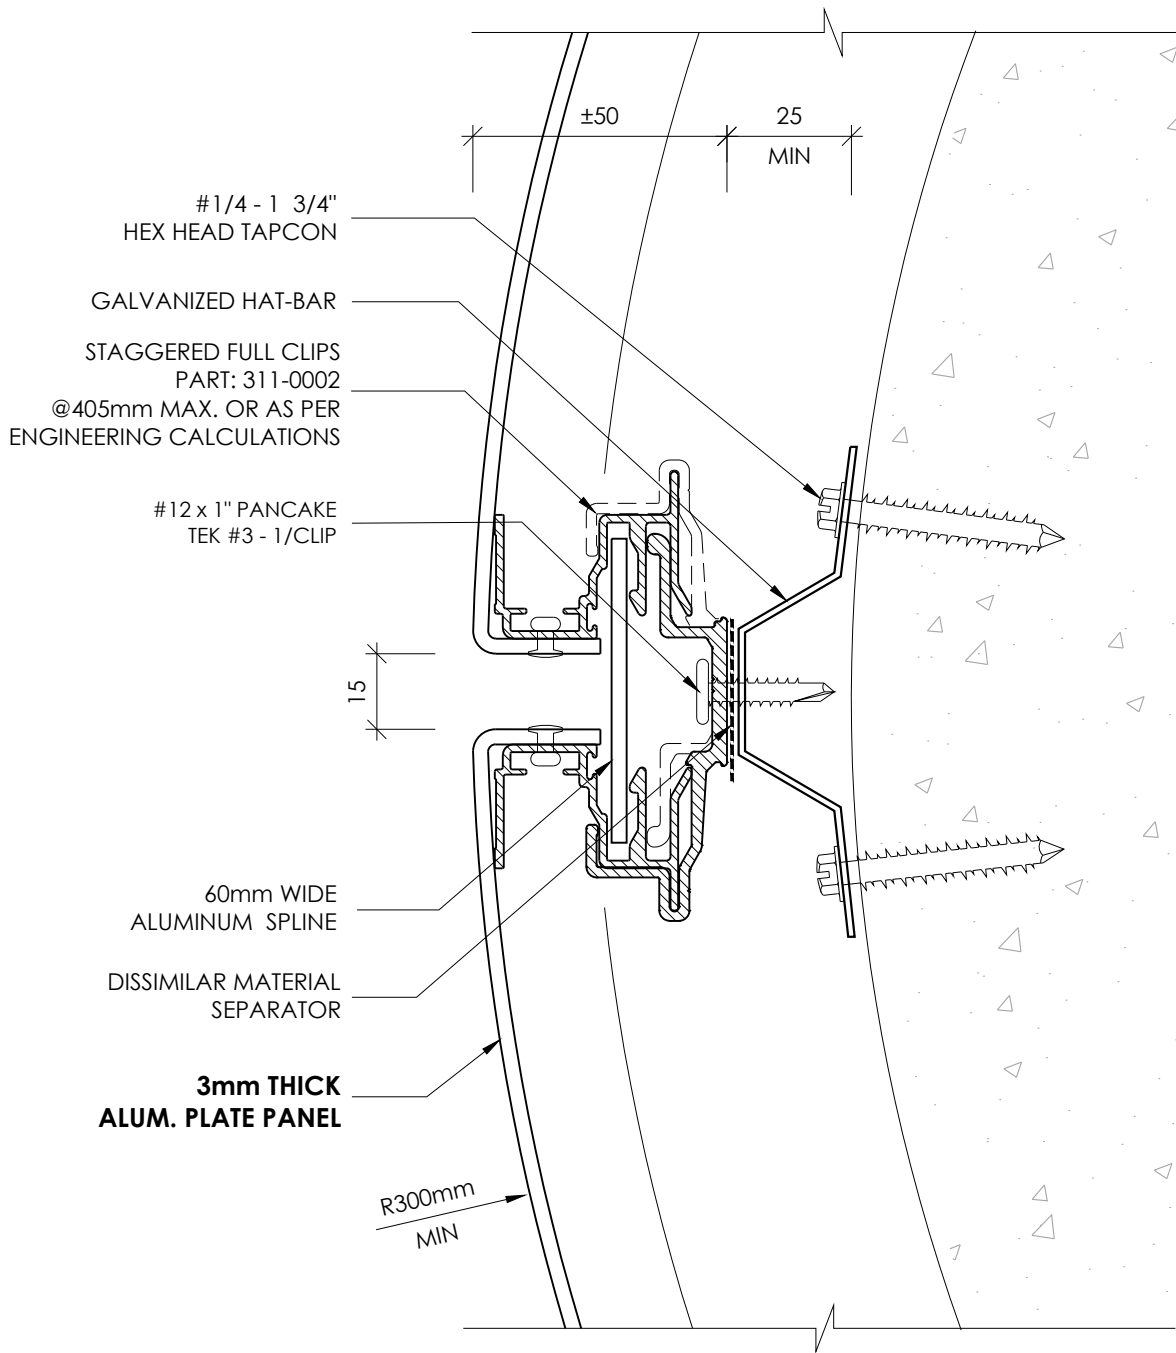 ±50
25
MIN
#1/4 - 1 3/4"
HEX HEAD TAPCON
GALVANIZED HAT-BAR
STAGGERED FULL CLIPS
PART: 311-0002
@405mm MAX. OR AS PER
ENGINEERING CALCULATIONS
#12 x 1" PANCAKE
TEK #3 - 1/CLIP
15
60mm WIDE
ALUMINUM SPLINE
DISSIMILAR MATERIAL
SEPARATOR
3mm THICK
ALUM. PLATE PANEL
R300mm
MIN